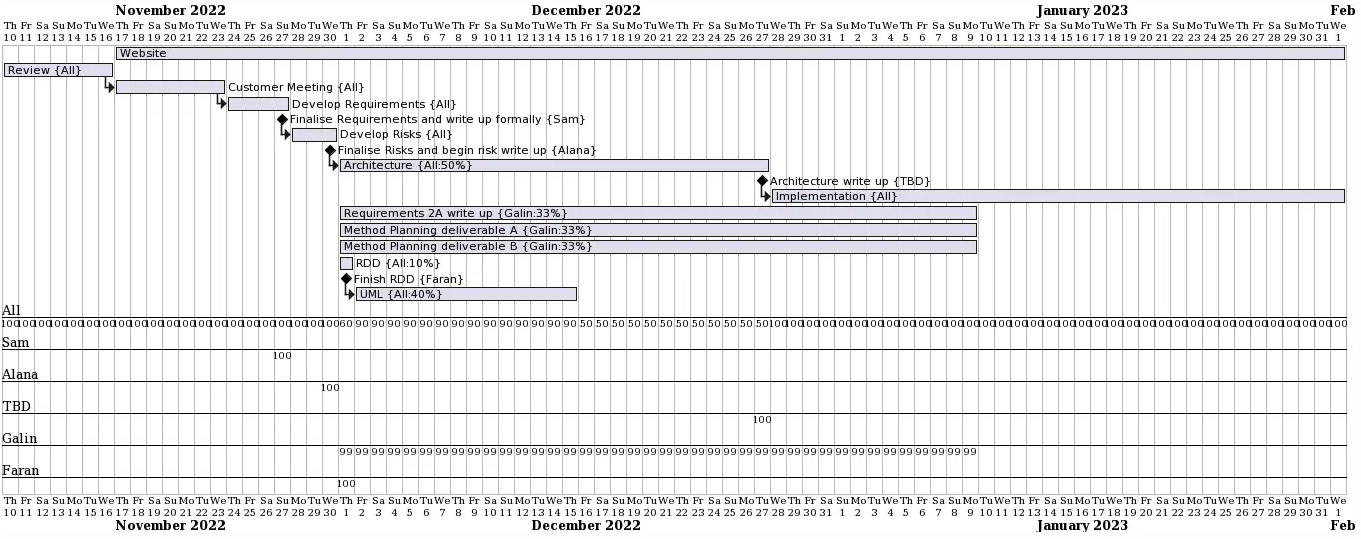 November 2022 December 2022 January 2023 Feb
Th Fr Sa Su Mo Tu We Th Fr Sa Su Mo Tu We Th Fr Sa Su Mo Tu We Th Fr Sa Su Mo Tu We Th Fr Sa Su Mo Tu We Th Fr Sa Su Mo Tu We Th Fr Sa Su Mo Tu We Th Fr Sa Su Mo Tu We Th Fr Sa Su Mo Tu We Th Fr Sa Su Mo Tu We Th Fr Sa Su Mo Tu We Th Fr Sa Su Mo Tu We
10 11 12 13 14 15 16 17 18 19 20 21 22 23 24 25 26 27 28 29 30 1 2 3 4 5 6 7 8 9 10 11 12 13 14 15 16 17 18 19 20 21 22 23 24 25 26 27 28 29 30 31 1 2 3 4 5 6 7 8 9 10 11 12 13 14 15 16 17 18 19 20 21 22 23 24 25 26 27 28 29 30 31 1
Website
Review {All}
Customer Meeting {All}
Develop Requirements {All}
Finalise Requirements and write up formally {Sam}
Develop Risks {All}
Finalise Risks and begin risk write up {Alana}
Architecture {All:50%}
Architecture write up {TBD}
Implementation {All}
Requirements 2A write up {Galin:33%}
Method Planning deliverable A {Galin:33%}
Method Planning deliverable B {Galin:33%}
RDD {All:10%}
Finish RDD {Faran}
UML {All:40%}
All
100 100 100 100 100 100 100 100 100 100 100 100 100 100 100 100 100 100 100 100 100 60 90 90 90 90 90 90 90 90 90 90 90 90 90 90 50 50 50 50 50 50 50 50 50 50 50 50 100 100 100 100 100 100 100 100 100 100 100 100 100 100 100 100 100 100 100 100 100 100 100 100 100 100 100 100 100 100 100 100 100 100 100 100
Sam
100
Alana
100
TBD
100
Galin
99 99 99 99 99 99 99 99 99 99 99 99 99 99 99 99 99 99 99 99 99 99 99 99 99 99 99 99 99 99 99 99 99 99 99 99 99 99 99 99
Faran
100
Th Fr Sa Su Mo Tu We Th Fr Sa Su Mo Tu We Th Fr Sa Su Mo Tu We Th Fr Sa Su Mo Tu We Th Fr Sa Su Mo Tu We Th Fr Sa Su Mo Tu We Th Fr Sa Su Mo Tu We Th Fr Sa Su Mo Tu We Th Fr Sa Su Mo Tu We Th Fr Sa Su Mo Tu We Th Fr Sa Su Mo Tu We Th Fr Sa Su Mo Tu We
10 11 12 13 14 15 16 17 18 19 20 21 22 23 24 25 26 27 28 29 30 1 2 3 4 5 6 7 8 9 10 11 12 13 14 15 16 17 18 19 20 21 22 23 24 25 26 27 28 29 30 31 1 2 3 4 5 6 7 8 9 10 11 12 13 14 15 16 17 18 19 20 21 22 23 24 25 26 27 28 29 30 31 1
November 2022 December 2022 January 2023 Feb